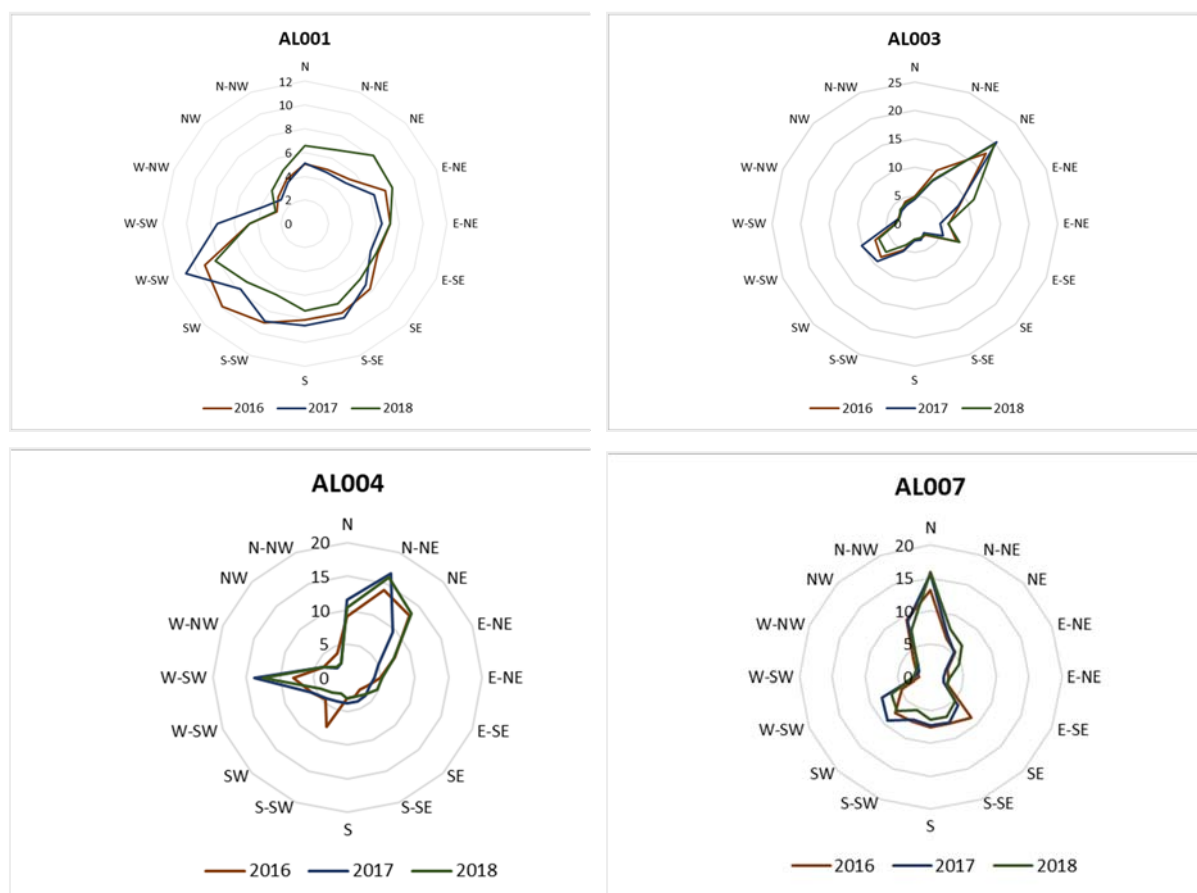 AL001
N
N-NW
N-NE
NW
NE
W-NW
E-NE
W-SW
E-NE
W-SW
E-SE
SW
SE
S-SW
S-SE
S
12
10
8
6
4
2
0
2016 2017 2018
AL003
N
N-NW
N-NE
NW
NE
W-NW
E-NE
W-SW
E-NE
W-SW
E-SE
SW
SE
S-SW
S-SE
S
25
20
15
10
5
0
2016 2017 2018
AL004
N
N-NW
N-NE
NW
NE
W-NW
E-NE
W-SW
E-NE
W-SW
E-SE
SW
SE
S-SW
S-SE
S
20
15
10
5
0
2016 2017 2018
AL007
N
N-NW
N-NE
NW
NE
W-NW
E-NE
W-SW
E-NE
W-SW
E-SE
SW
SE
S-SW
S-SE
S
20
15
10
5
0
2016 2017 2018